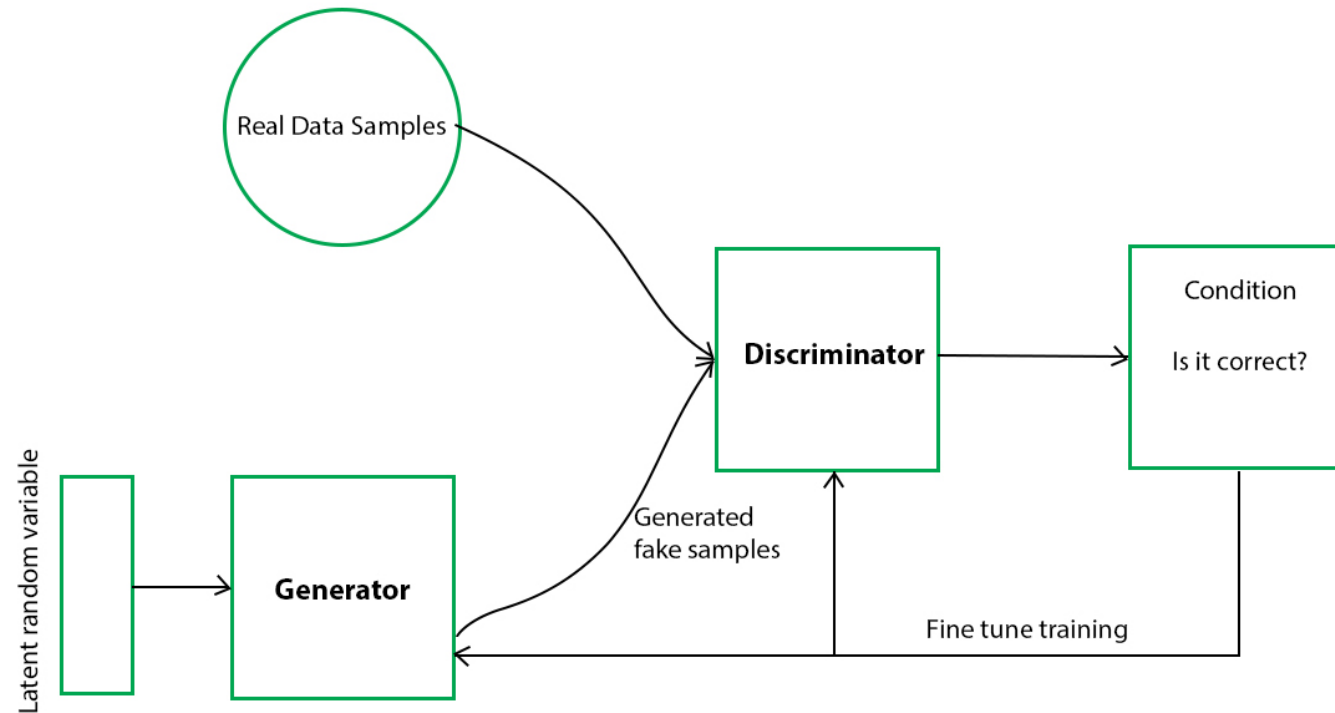 Real Data Samples
Discriminator
Condition
Is it correct?
Latent random variable
Generator
Generated
fake samples
Fine tune training